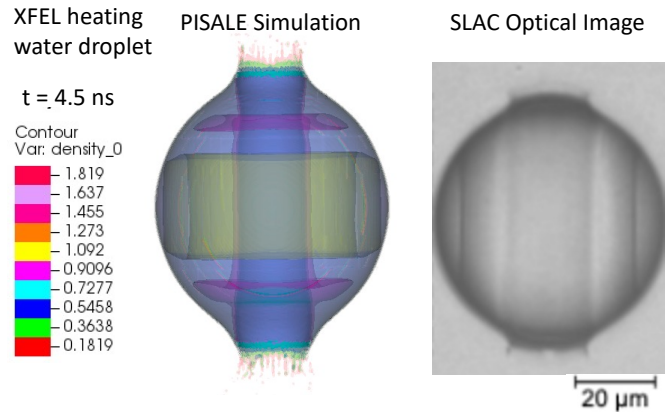 XFEL heating
water droplet
PISALE Simulation
SLAC Optical Image
t = 4.5 ns
Contour
Var: density_0
1.819
1.637
1.455
1.273
1.092
0.9096
0.7277
0.5458
0.3638
0.1819
20 µm